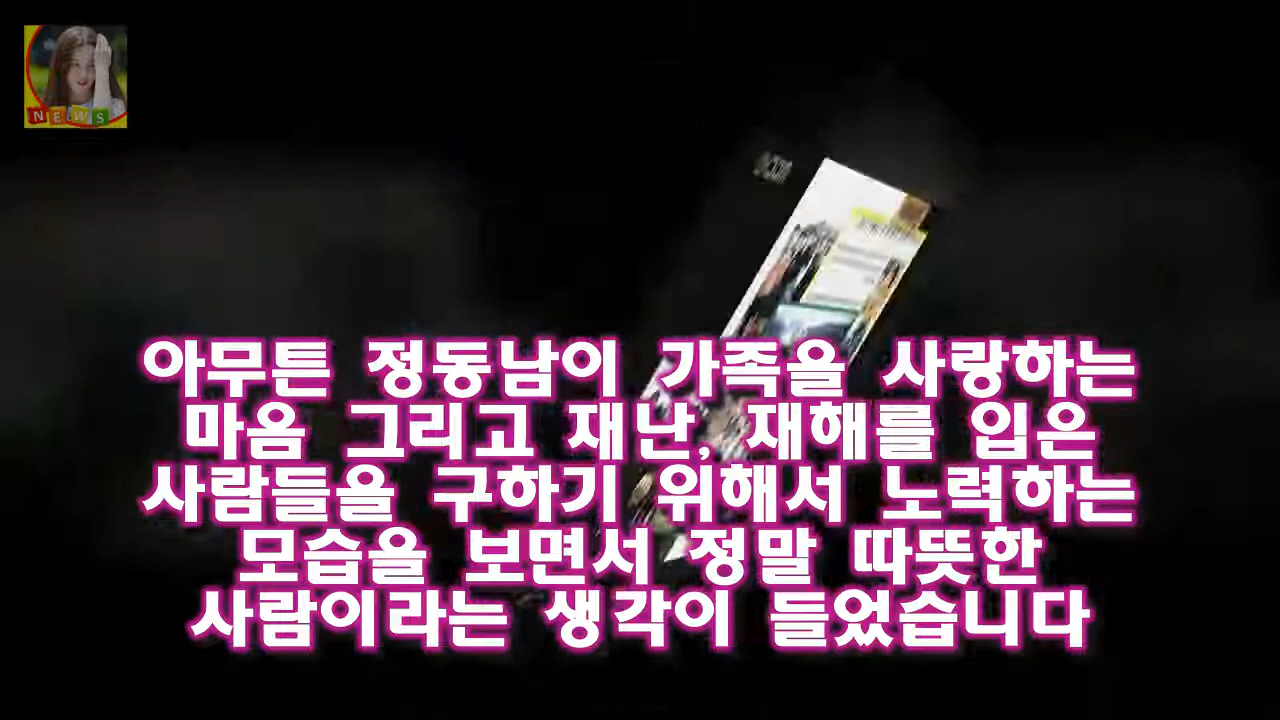 NEWS
아무튼 정동남이 가족을 사랑하는
마음 그리고 재난, 재해를 입은
사람들을 구하기 위해서 노력하는
모습을 보면서 정말 따뜻한
사람이라는 생각이 들었습니다